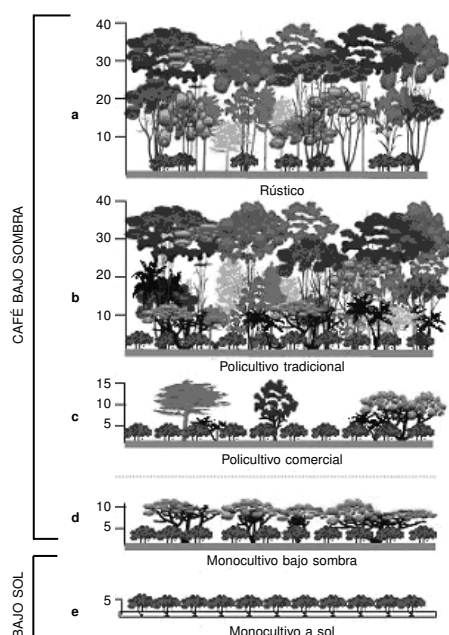 CAFÉ BAJO SOMBRA
a
40
30
20
10
Rústico
b
40
30
20
10
Policultivo tradicional
c
15
10
5
Policultivo comercial
d
10
5
Monocultivo bajo sombra
BAJO SOL
e
5
Monocultivo a sol